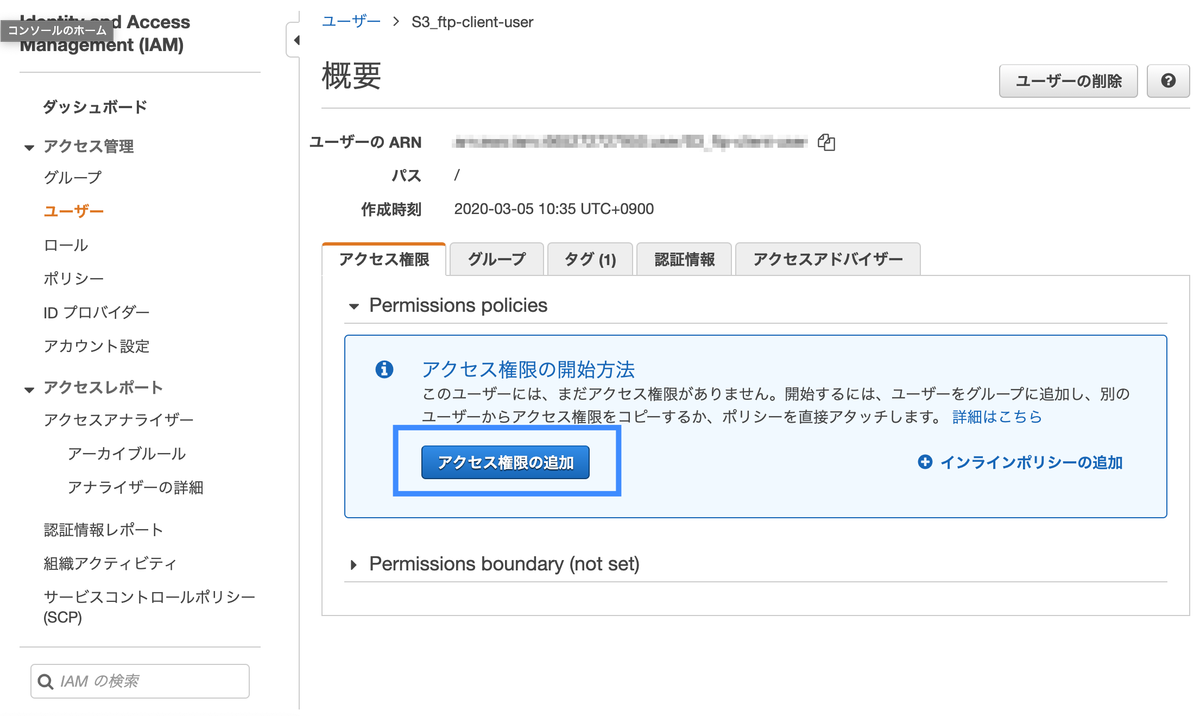 Identity and Access
Management (IAM)
コンソールのホーム
ダッシュボード
アクセス管理
グループ
ユーザー
ロール
ポリシー
ID プロバイダー
アカウント設定
アクセスレポート
アクセスアナライザー
アーカイブルール
アナライザーの詳細
認証情報レポート
組織アクティビティ
サービスコントロールポリシー
(SCP)
IAM の検索
ユーザー > S3_ftp-client-user
概要
ユーザーの削除
ユーザーの ARN
パス /
作成時刻 2020-03-05 10:35 UTC+0900
アクセス権限 グループ タグ (1) 認証情報 アクセスアドバイザー
Permissions policies
アクセス権限の開始方法
このユーザーには、まだアクセス権限がありません。開始するには、ユーザーをグループに追加し、別の
ユーザーからアクセス権限をコピーするか、ポリシーを直接アタッチします。 詳細はこちら
アクセス権限の追加 インラインポリシーの追加
Permissions boundary (not set)